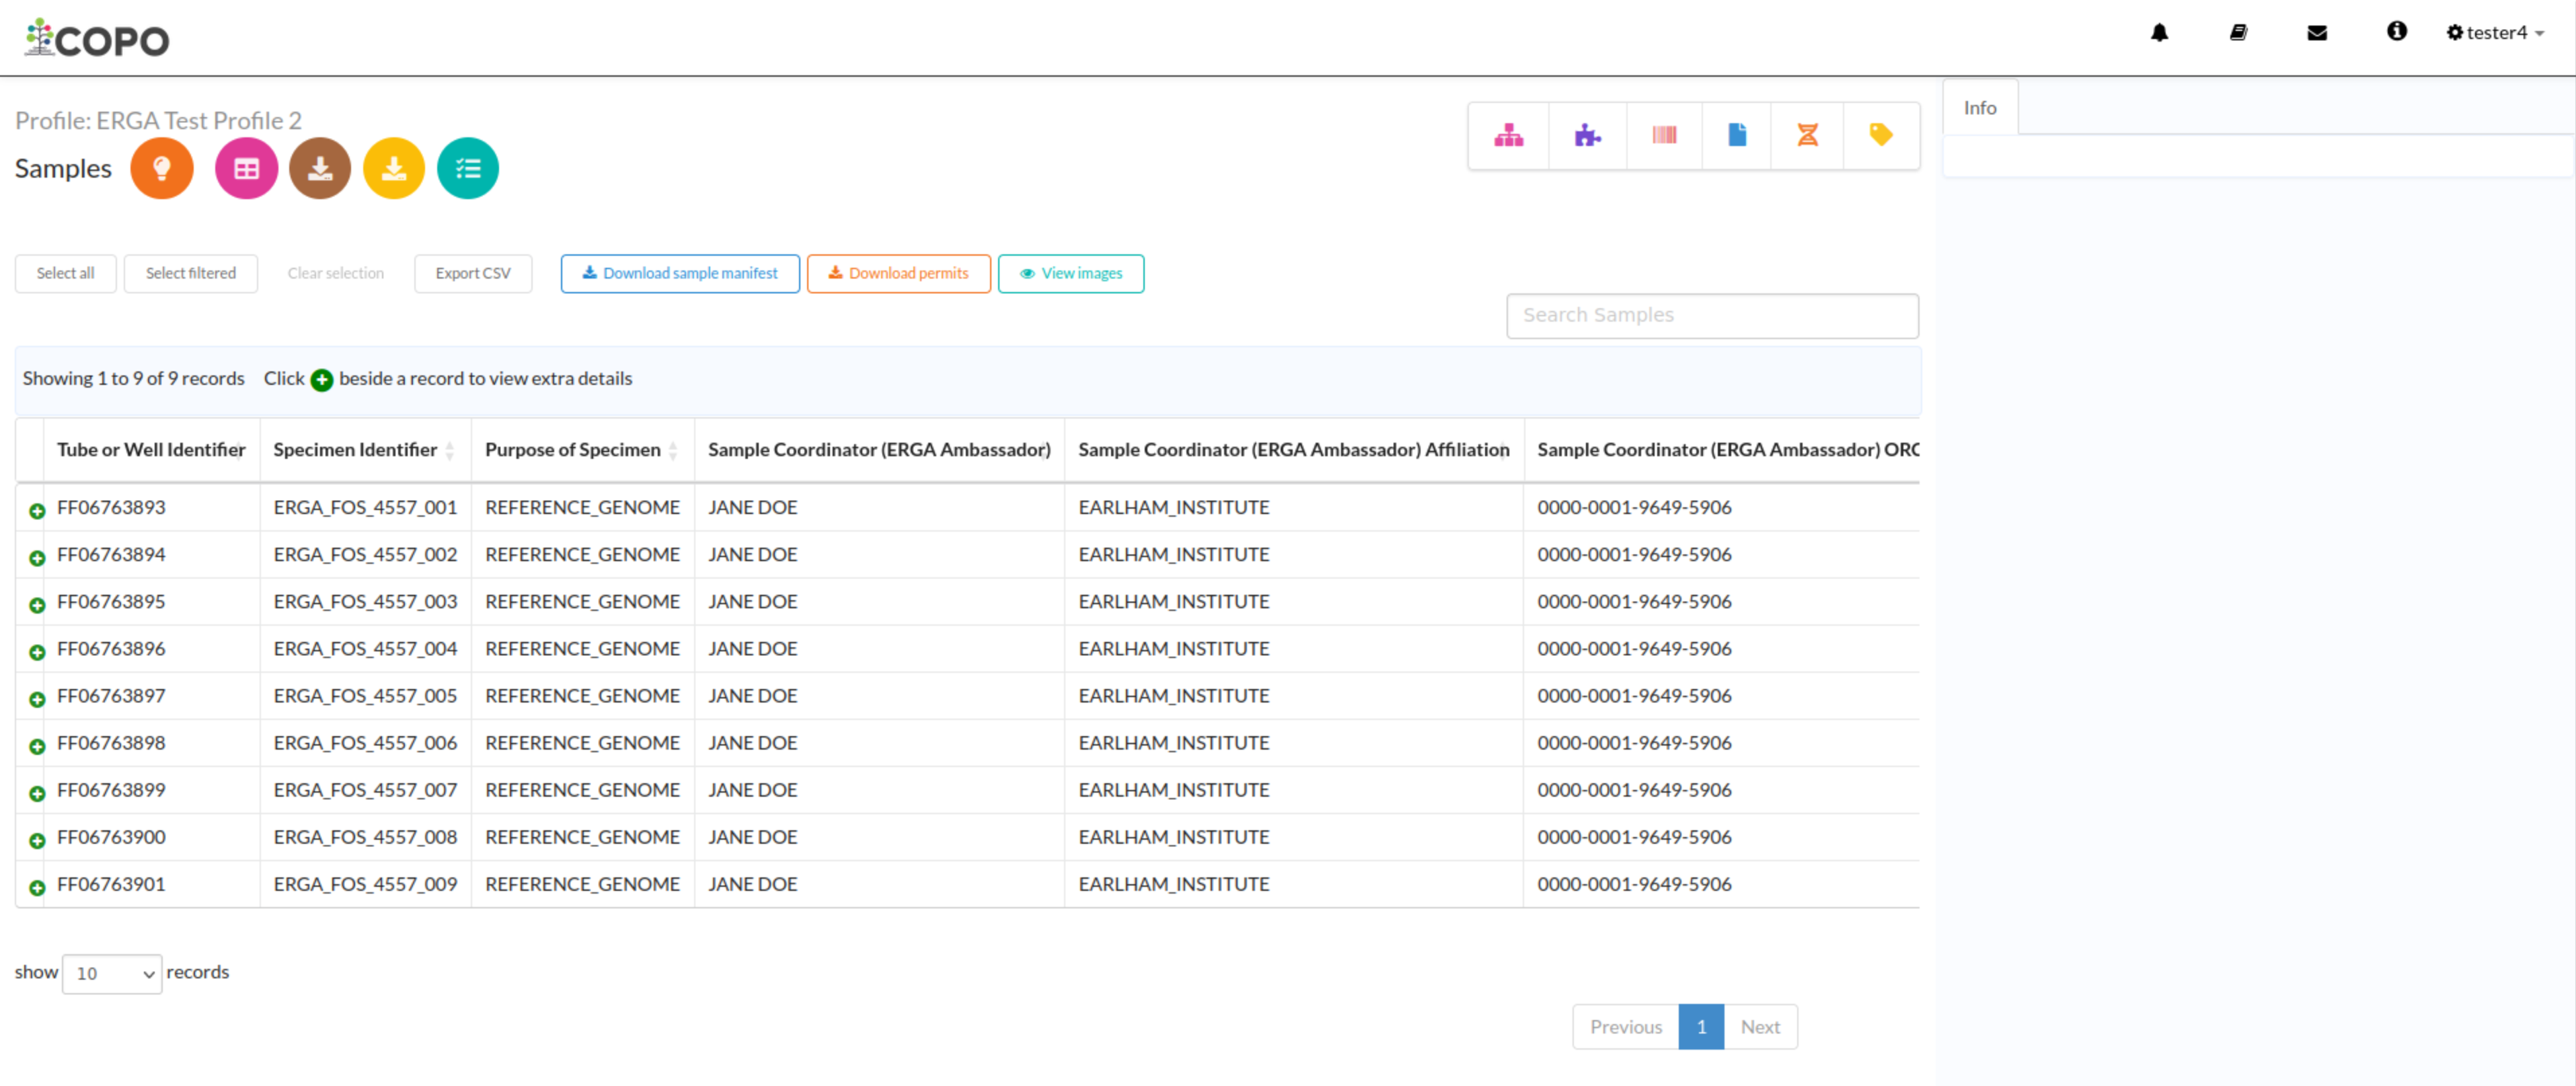 COPO
tester4
Profile: ERGA Test Profile 2
Samples
Info
Select all
Select filtered
Clear selection
Export CSV
Download sample manifest
Download permits
View images
Search Samples
Showing 1 to 9 of 9 records Click beside a record to view extra details
Tube or Well Identifier Specimen Identifier Purpose of Specimen Sample Coordinator (ERGA Ambassador) Sample Coordinator (ERGA Ambassador) Affiliation Sample Coordinator (ERGA Ambassador) ORC
FF06763893 ERGA_FOS_4557_001 REFERENCE_GENOME JANE DOE EARLHAM_INSTITUTE 0000-0001-9649-5906
FF06763894 ERGA_FOS_4557_002 REFERENCE_GENOME JANE DOE EARLHAM_INSTITUTE 0000-0001-9649-5906
FF06763895 ERGA_FOS_4557_003 REFERENCE_GENOME JANE DOE EARLHAM_INSTITUTE 0000-0001-9649-5906
FF06763896 ERGA_FOS_4557_004 REFERENCE_GENOME JANE DOE EARLHAM_INSTITUTE 0000-0001-9649-5906
FF06763897 ERGA_FOS_4557_005 REFERENCE_GENOME JANE DOE EARLHAM_INSTITUTE 0000-0001-9649-5906
FF06763898 ERGA_FOS_4557_006 REFERENCE_GENOME JANE DOE EARLHAM_INSTITUTE 0000-0001-9649-5906
FF06763899 ERGA_FOS_4557_007 REFERENCE_GENOME JANE DOE EARLHAM_INSTITUTE 0000-0001-9649-5906
FF06763900 ERGA_FOS_4557_008 REFERENCE_GENOME JANE DOE EARLHAM_INSTITUTE 0000-0001-9649-5906
FF06763901 ERGA_FOS_4557_009 REFERENCE_GENOME JANE DOE EARLHAM_INSTITUTE 0000-0001-9649-5906
show 10 records
Previous 1 Next